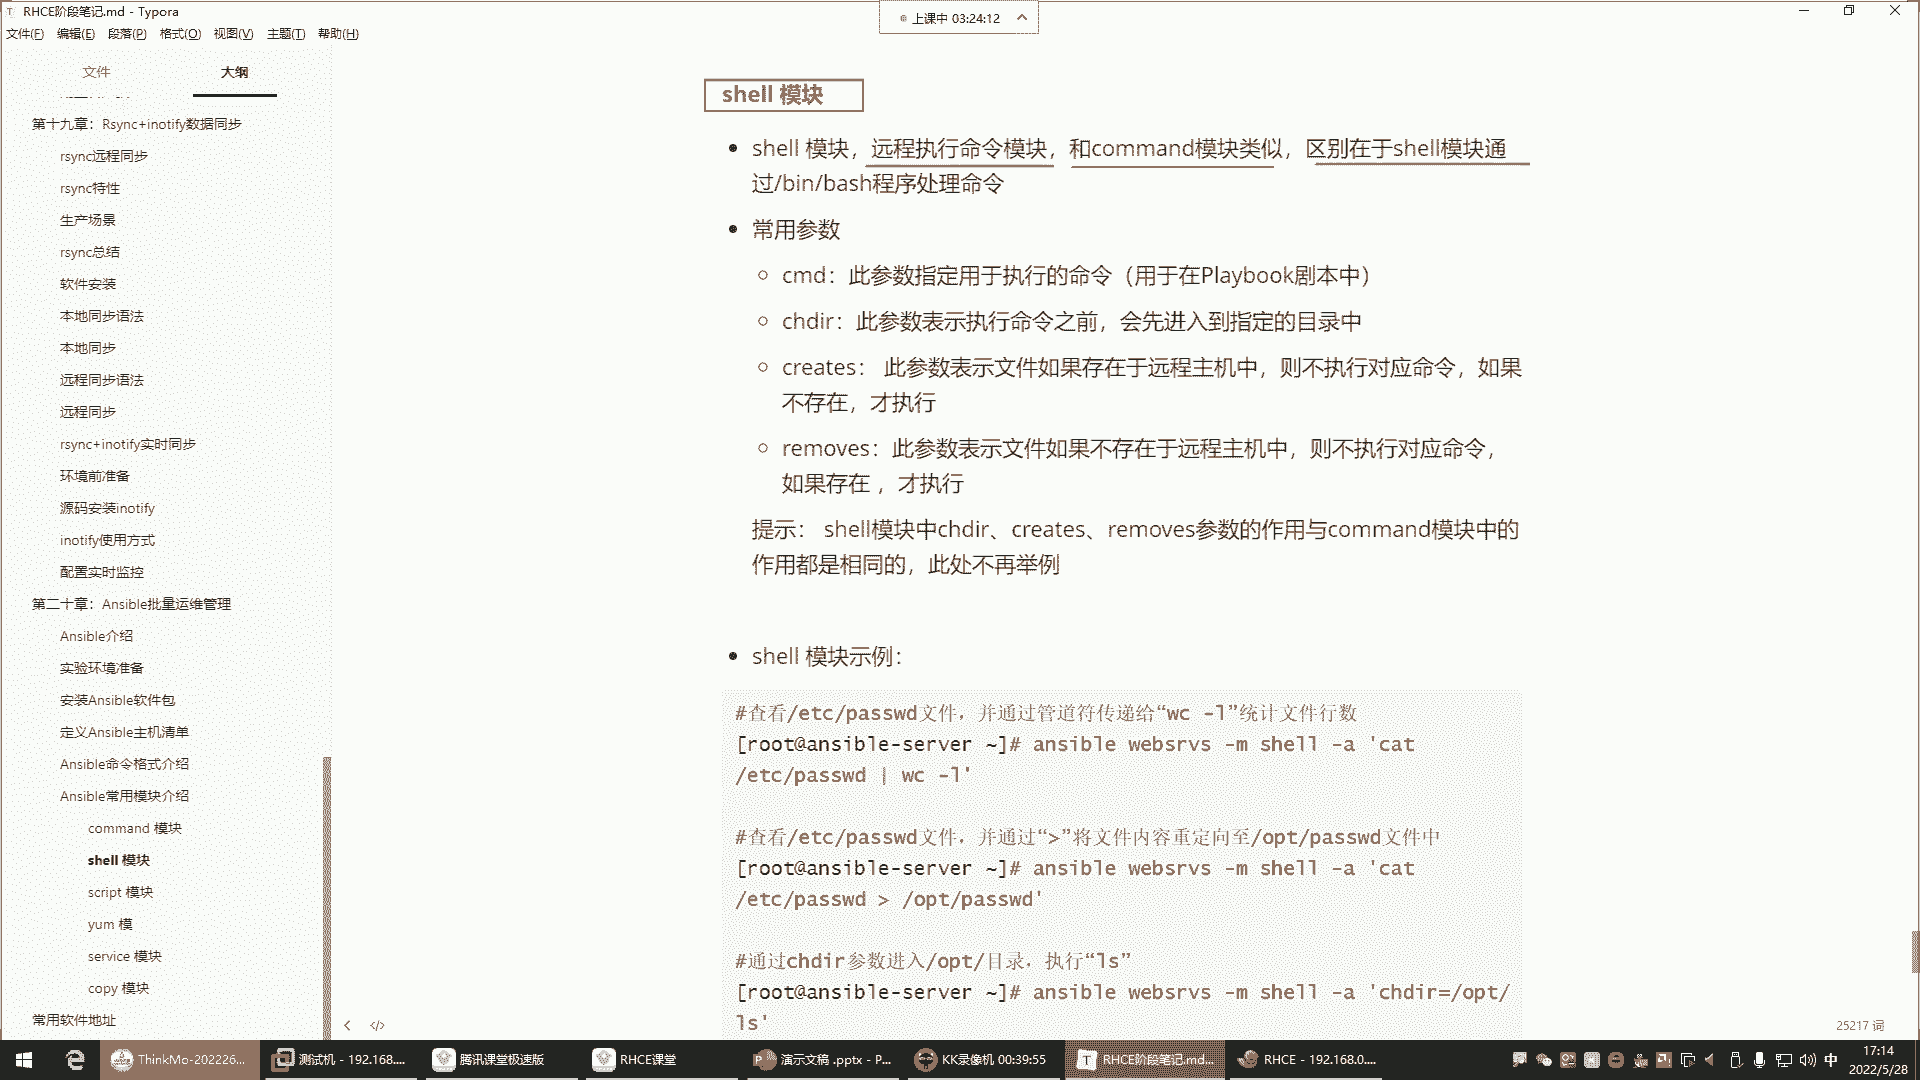 RHCE阶段笔记.md - Typora
上课中 03:24:12
文件(F) 编辑(E) 段落(P) 格式(O) 视图(V) 主题(T) 帮助(H)
文件 大纲
第十九章：Rsync+inotify数据同步
rsync远程同步
rsync特性
生产场景
rsync总结
软件安装
本地同步语法
本地同步
远程同步语法
远程同步
rsync+inotify实时同步
环境前准备
源码安装inotify
inotify使用方式
配置实时监控
第二十章：Ansible批量运维管理
Ansible介绍
实验环境准备
安装Ansible软件包
定义Ansible主机清单
Ansible命令格式介绍
Ansible常用模块介绍
command 模块
shell 模块
script 模块
yum 模
service 模块
copy 模块
常用软件地址
shell 模块
shell 模块，远程执行命令模块，和command模块类似，区别在于shell模块通
过/bin/bash程序处理命令
常用参数
cmd：此参数指定用于执行的命令（用于在Playbook剧本中）
chdir：此参数表示执行命令之前，会先进入到指定的目录中
creates： 此参数表示文件如果存在于远程主机中，则不执行对应命令，如果
不存在，才执行
removes：此参数表示文件如果不存在于远程主机中，则不执行对应命令，
如果存在 ，才执行
提示： shell模块中chdir、creates、removes参数的作用与command模块中的
作用都是相同的，此处不再举例
shell 模块示例：
#查看/etc/passwd文件，并通过管道符传递给“wc -l”统计文件行数
[root@ansible-server ~]# ansible websrvs -m shell -a 'cat
/etc/passwd | wc -l'
#查看/etc/passwd文件，并通过“>”将文件内容重定向至/opt/passwd文件中
[root@ansible-server ~]# ansible websrvs -m shell -a 'cat
/etc/passwd > /opt/passwd'
#通过chdir参数进入/opt/目录，执行“ls”
[root@ansible-server ~]# ansible websrvs -m shell -a 'chdir=/opt/
ls'
25217 词
ThinkMo-202226... 测试机 - 192.168.... 腾讯课堂极速版 RHCE课堂 演示文稿 .pptx - P... KK录像机 00:39:55 RHCE阶段笔记.md... RHCE - 192.168.0.... 中 17:14
2022/5/28